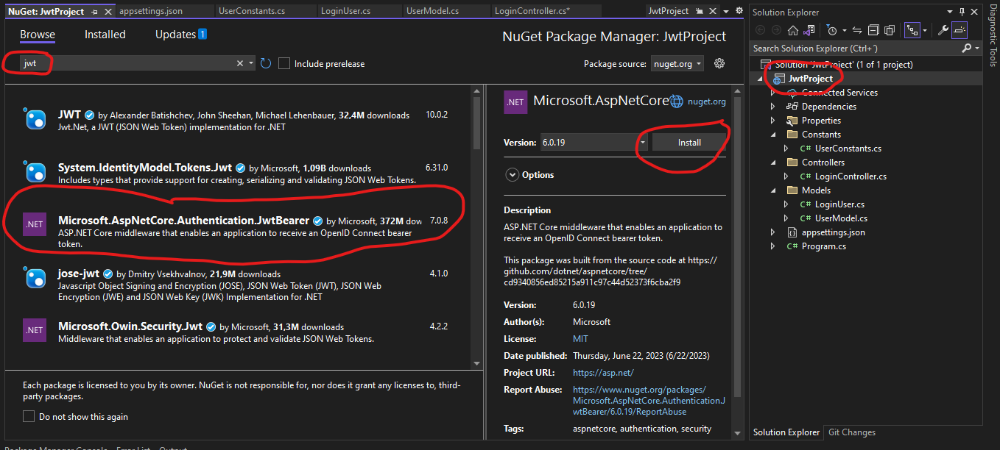 NuGet: JwtProject
appsettings.json
UserConstants.cs
LoginUser.cs
UserModel.cs
LoginController.cs*
JwtProject
Browse
Installed
Updates 1
NuGet Package Manager: JwtProject
jwt
Include prerelease
Package source: nuget.org
JWT by Alexander Batishchev, John Sheehan, Michael Lehenbauer, 32,4M downloads 10.0.2
Jwt.Net, a JWT (JSON Web Token) implementation for .NET
System.IdentityModel.Tokens.Jwt by Microsoft, 1,09B downloads 6.31.0
Includes types that provide support for creating, serializing and validating JSON Web Tokens.
.NET
Microsoft.AspNetCore.Authentication.JwtBearer by Microsoft, 372M dow 7.0.8
ASP.NET Core middleware that enables an application to receive an OpenID Connect bearer
token.
jose-jwt by Dmitry Vsekhvalnov, 21,9M downloads 4.1.0
Javascript Object Signing and Encryption (JOSE), JSON Web Token (JWT), JSON Web
Encryption (JWE) and JSON Web Key (JWK) Implementation for .NET
.NET
Microsoft.Owin.Security.Jwt by Microsoft, 31,3M downloads 4.2.2
Middleware that enables an application to protect and validate JSON Web Tokens.
Each package is licensed to you by its owner. NuGet is not responsible for, nor does it grant any licenses to, third-
party packages.
Do not show this again
.NET
Microsoft.AspNetCore
nuget.org
Version: 6.0.19
Install
Options
Description
ASP.NET Core middleware that enables an application to
receive an OpenID Connect bearer token.
This package was built from the source code at https://
github.com/dotnet/aspnetcore/tree/
cd9340856ed85215a911c97c44d52373f6cba2f9
Version: 6.0.19
Author(s): Microsoft
License: MIT
Date published: Thursday, June 22, 2023 (6/22/2023)
Project URL: https://asp.net/
Report Abuse: https://www.nuget.org/packages/
Microsoft.AspNetCore.Authentication.J
wtBearer/6.0.19/ReportAbuse
Tags: aspnetcore, authentication, security
Solution Explorer
Search Solution Explorer (Ctrl+´)
Solution 'JwtProject' (1 of 1 project)
JwtProject
Connected Services
Dependencies
Properties
Constants
C# UserConstants.cs
Controllers
C# LoginController.cs
Models
C# LoginUser.cs
C# UserModel.cs
appsettings.json
C# Program.cs
Solution Explorer
Git Changes
Diagnostic Tools
Package Manager Console
Error List
Output